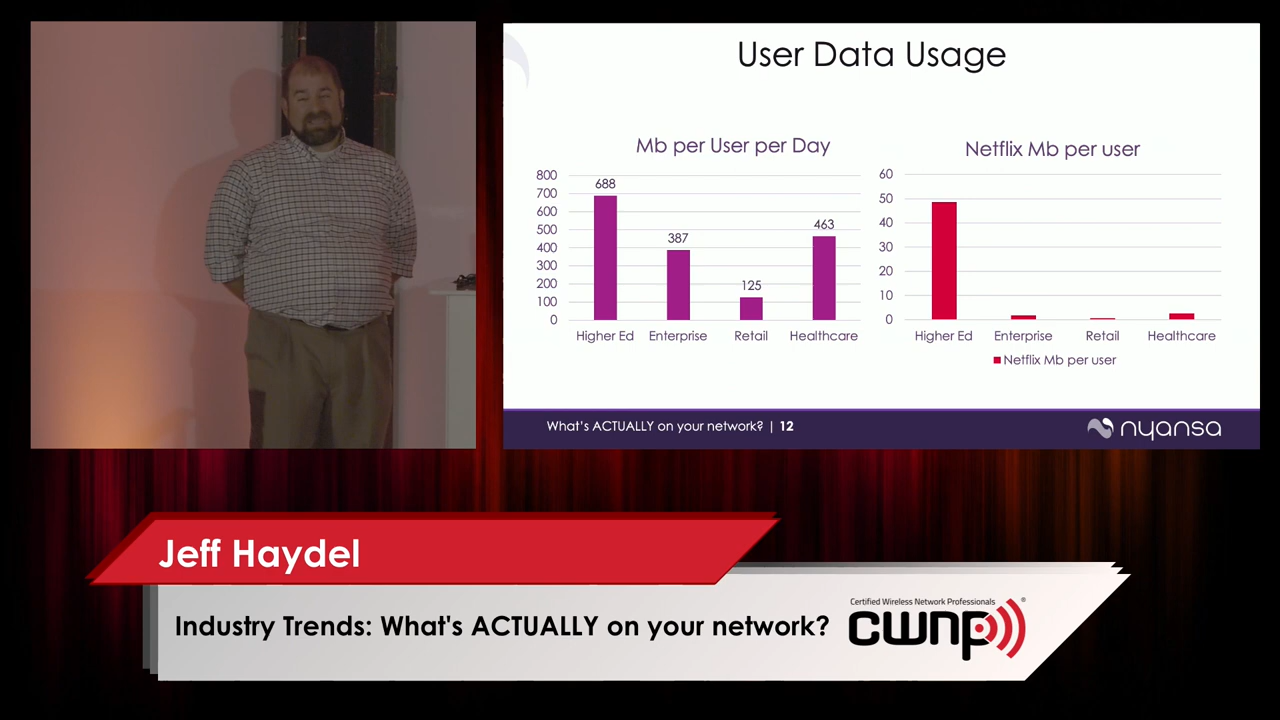 User Data Usage
Mb per User per Day
800
700
600
500
400
300
200
100
0
688
387
125
463
Higher Ed Enterprise Retail Healthcare
Netflix Mb per user
60
50
40
30
20
10
0
Higher Ed Enterprise Retail Healthcare
Netflix Mb per user
What's ACTUALLY on your network? | 12
nyansa
Jeff Haydel
Industry Trends: What's ACTUALLY on your network?
Certified Wireless Network Professionals
cwnp
®